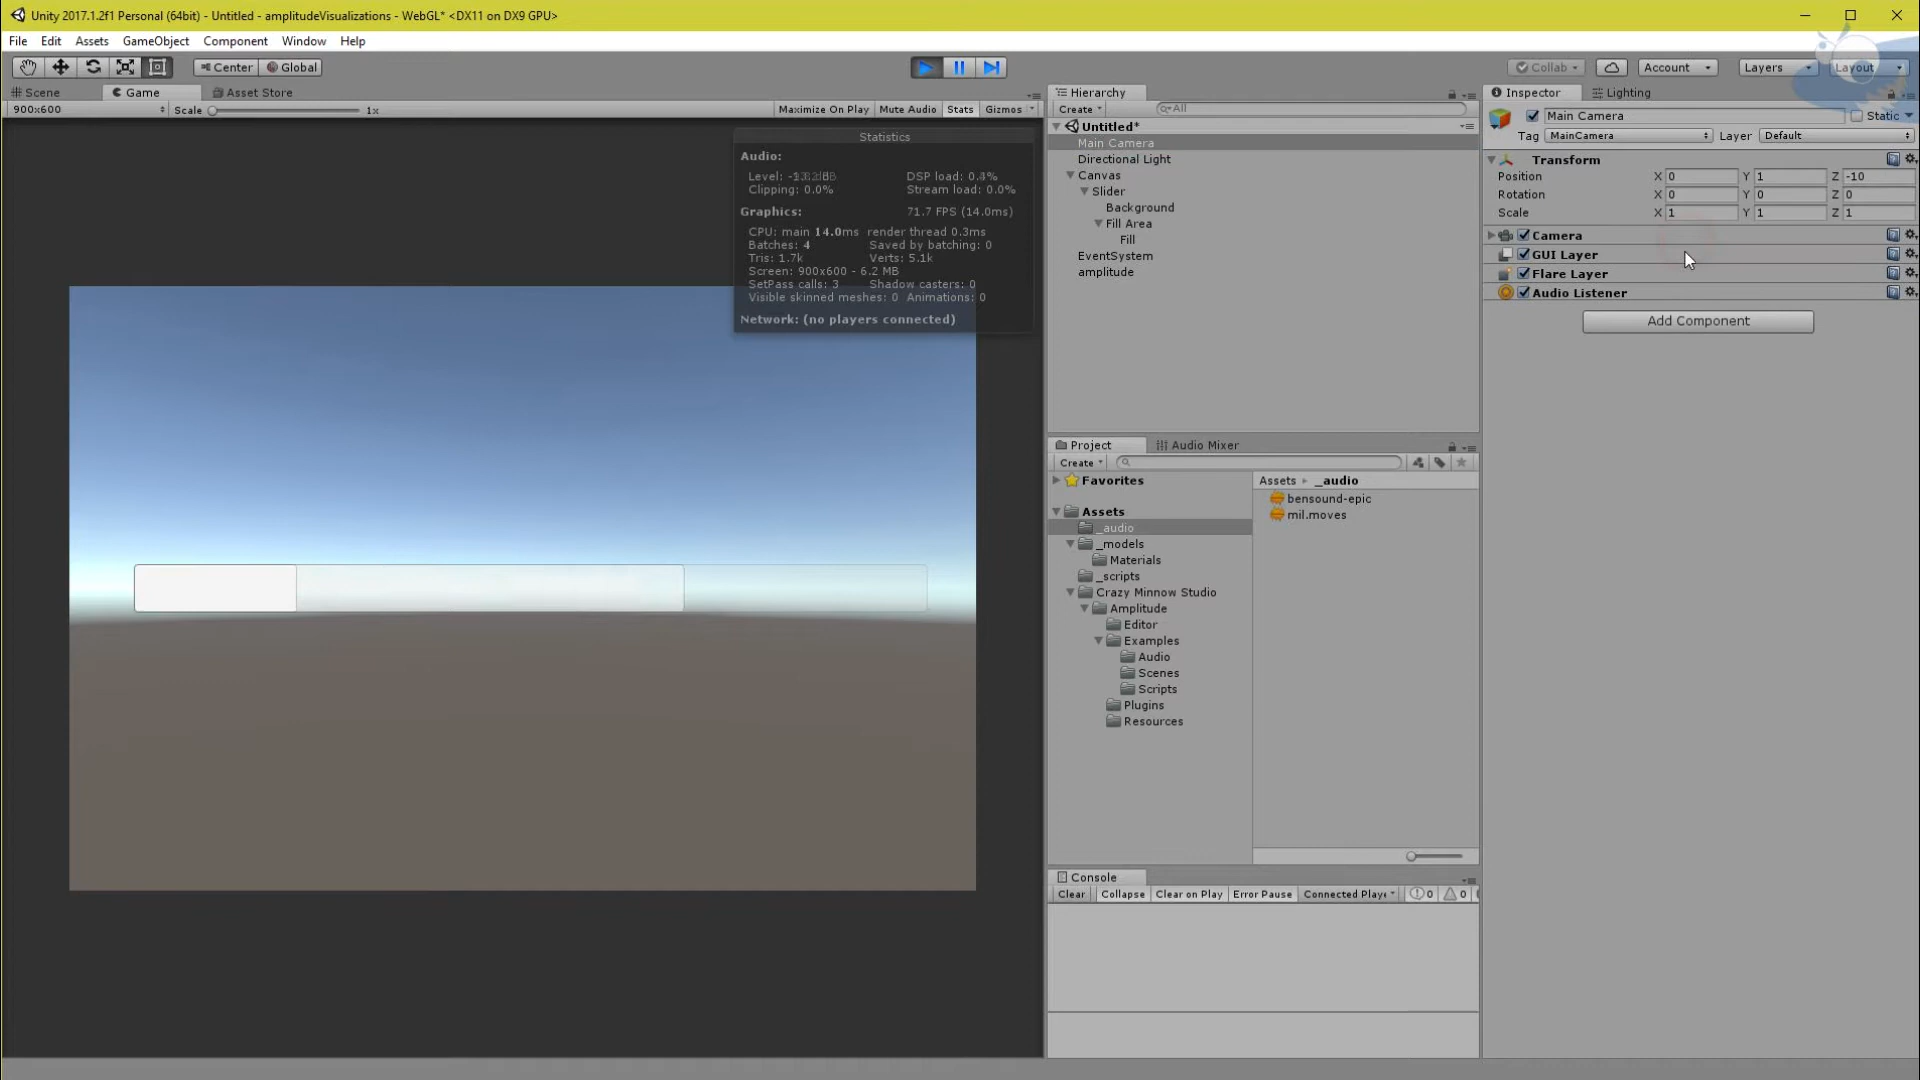 Unity 2017.1.2f1 Personal (64bit) - Untitled - amplitudeVisualizations - WebGL* <DX11 on DX9 GPU>
File Edit Assets GameObject Component Window Help
Center Global
Collab Account Layers Layout
Scene Game Asset Store
900x600 Scale 1x Maximize On Play Mute Audio Stats Gizmos
Statistics
Audio:
Level: DSP load:
Clipping: 0.0% Stream load: 0.0%
Graphics: 71.7 FPS (14.0ms)
CPU: main 14.0ms render thread 0.3ms
Batches: 4 Saved by batching: 0
Tris: 1.7k Verts: 5.1k
Screen: 900x600 - 6.2 MB
SetPass calls: 3 Shadow casters: 0
Visible skinned meshes: 0 Animations: 0
Network: (no players connected)
Hierarchy
Create All
Untitled*
Main Camera
Directional Light
Canvas
Slider
Background
Fill Area
Fill
EventSystem
amplitude
Project Audio Mixer
Create
Favorites
Assets
_audio
_models
Materials
_scripts
Crazy Minnow Studio
Amplitude
Editor
Examples
Audio
Scenes
Scripts
Plugins
Resources
Assets _audio
bensound-epic
mil.moves
Console
Clear Collapse Clear on Play Error Pause Connected Playe 0 0
Inspector Lighting
Main Camera Static
Tag MainCamera Layer Default
Transform
Position X 0 Y 1 Z -10
Rotation X 0 Y 0 Z 0
Scale X 1 Y 1 Z 1
Camera
GUI Layer
Flare Layer
Audio Listener
Add Component